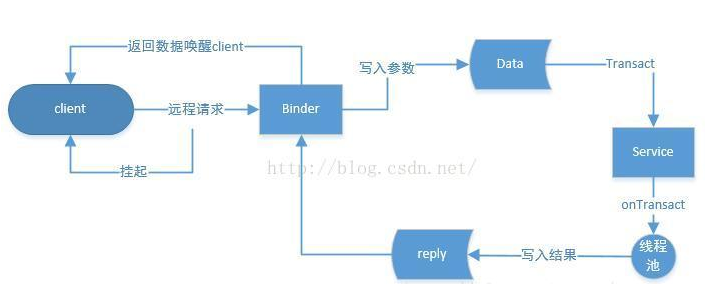 返回数据唤醒client
写入参数
Data
Transact
client
远程请求
Binder
挂起
http://blog.csdn.net/
Service
onTransact
reply
写入结果
线程
池